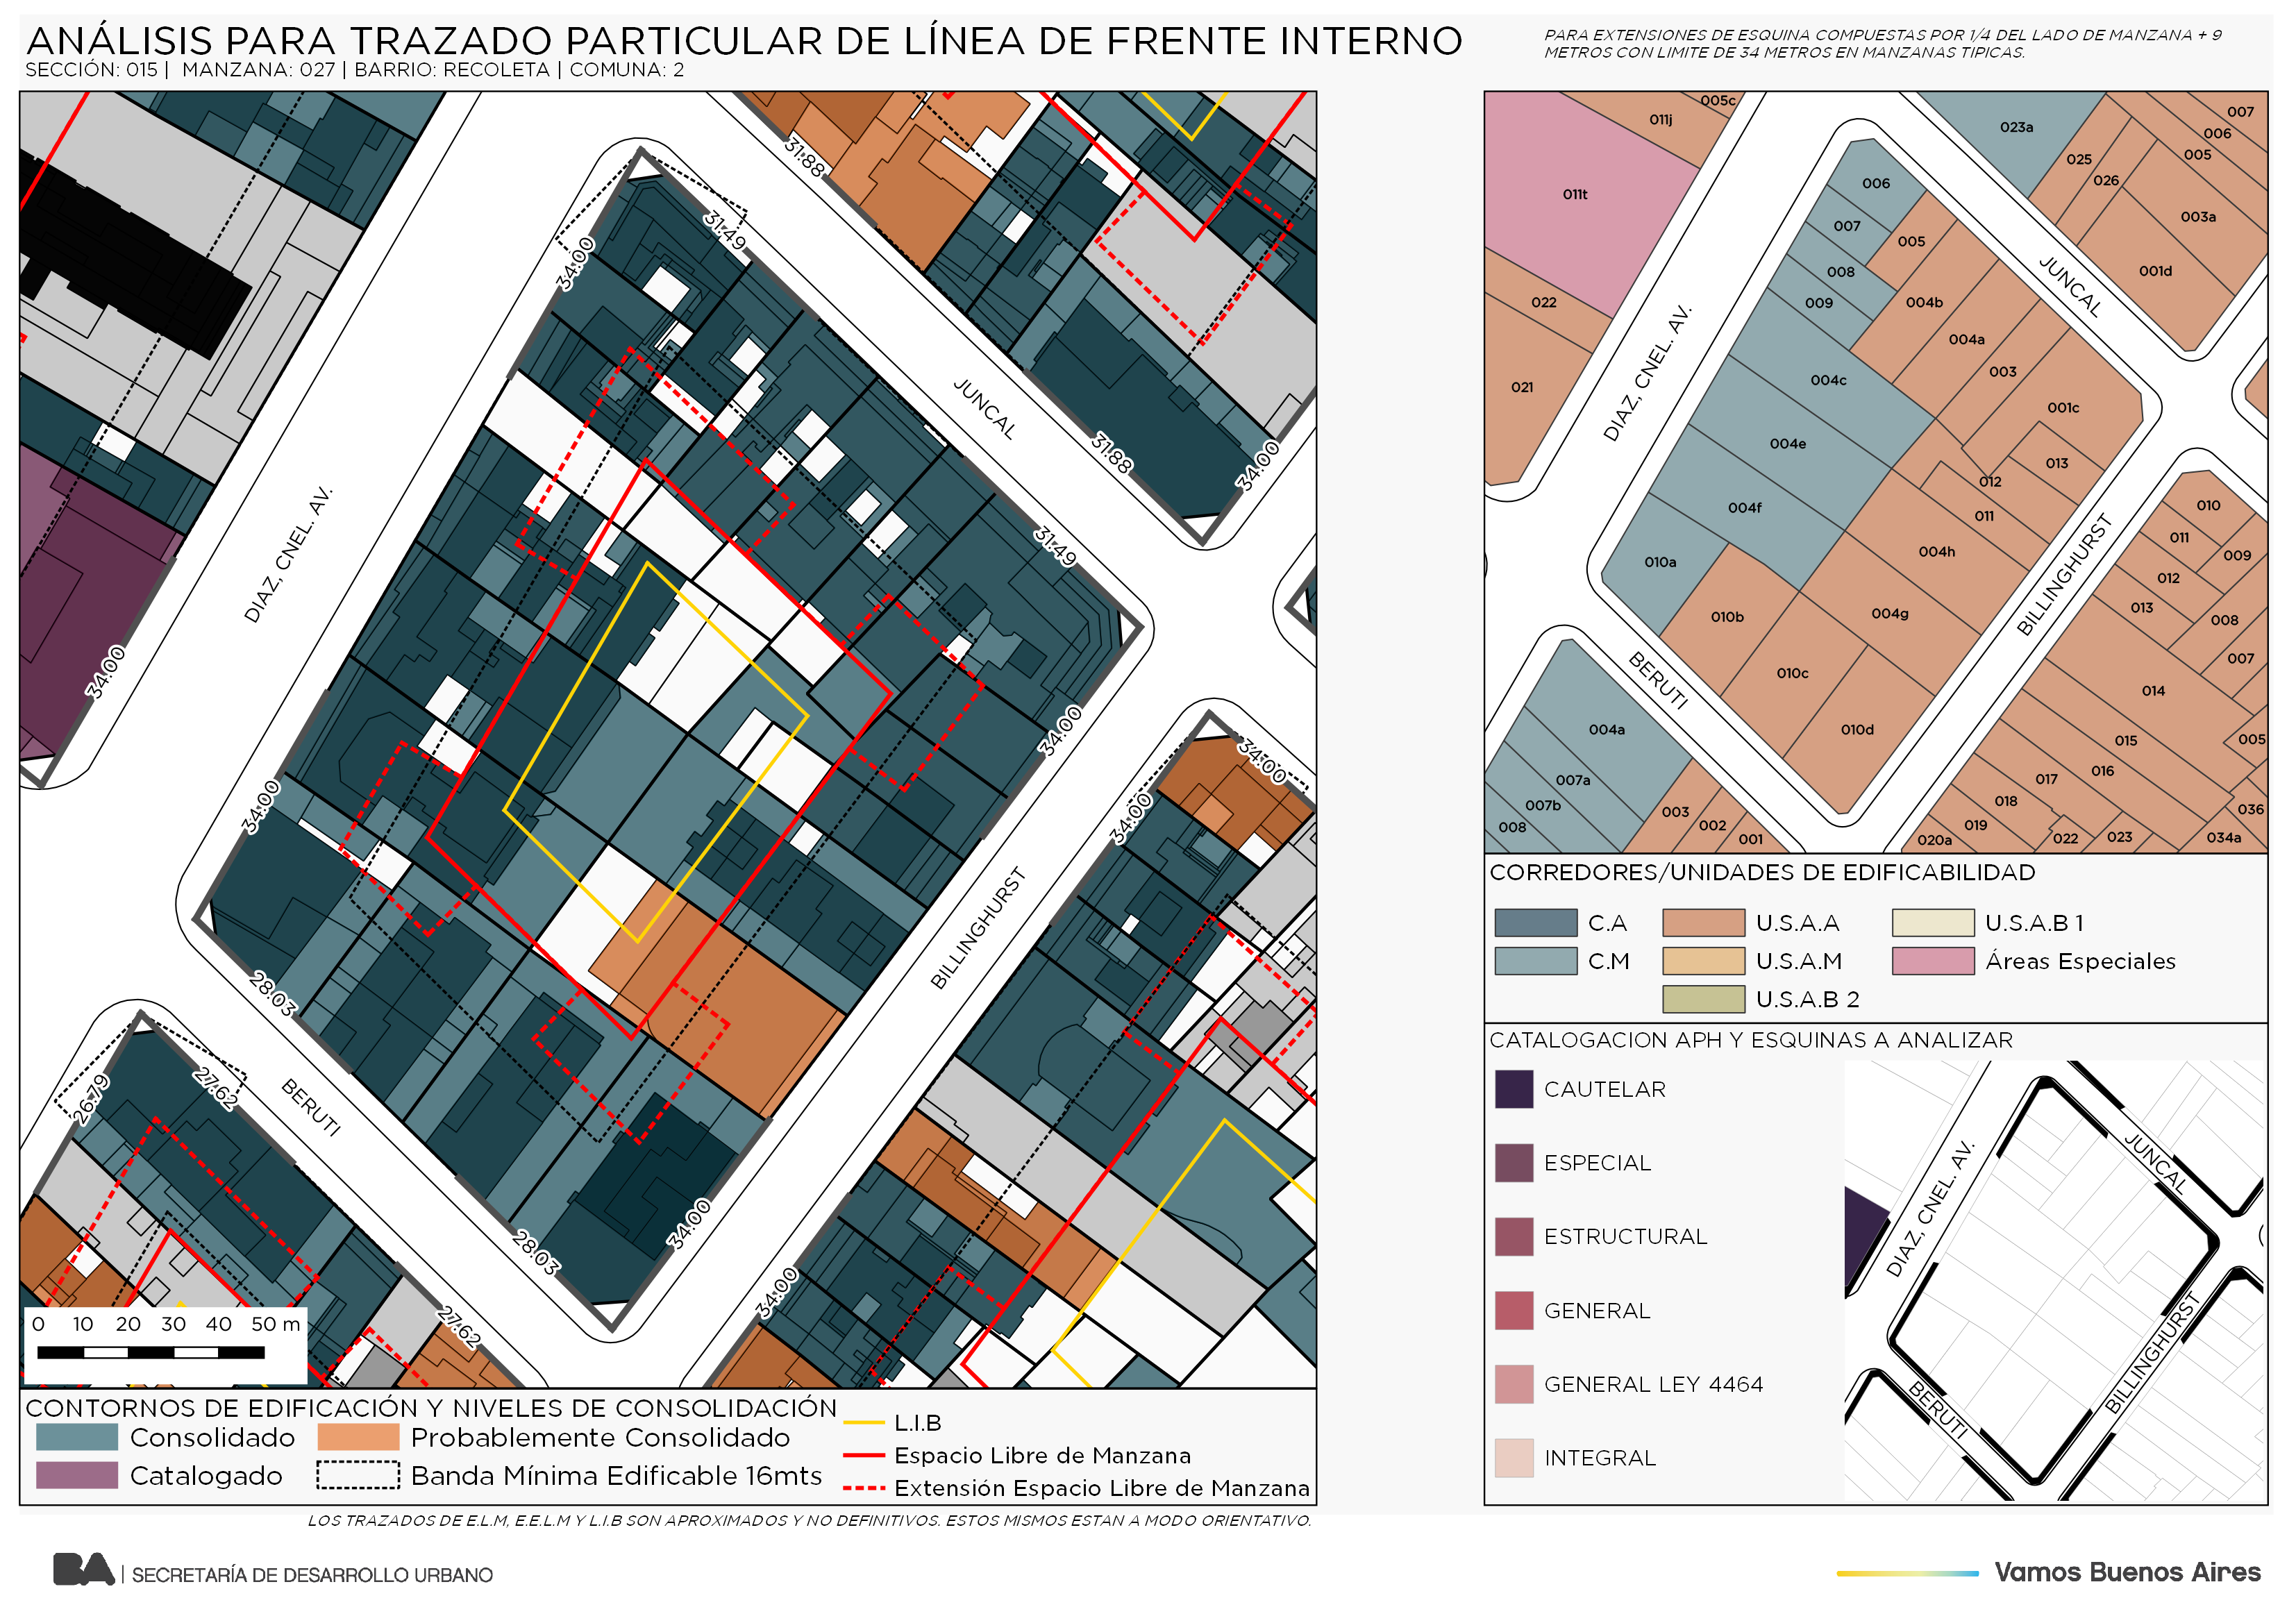 ANÁLISIS PARA TRAZADO PARTICULAR DE LÍNEA DE FRENTE INTERNO
SECCIÓN: 015 | MANZANA: 027 | BARRIO: RECOLETA | COMUNA: 2
PARA EXTENSIONES DE ESQUINA COMPUESTAS POR 1/4 DEL LADO DE MANZANA + 9
METROS CON LIMITE DE 34 METROS EN MANZANAS TIPICAS.
31.88
31.49
34.00
JUNCAL
31.88
34.00
DIAZ, CNEL. AV.
31.49
34.00
34.00
34.00
34.00
34.00
BILLINGHURST
28.03
26.79
27.62
BERUTI
28.03
34.00
34.00
27.62
0 10 20 30 40 50 m
CONTORNOS DE EDIFICACIÓN Y NIVELES DE CONSOLIDACIÓN
Consolidado
Probablemente Consolidado
Catalogado
Banda Mínima Edificable 16mts
L.I.B
Espacio Libre de Manzana
Extensión Espacio Libre de Manzana
LOS TRAZADOS DE E.L.M, E.E.L.M Y L.I.B SON APROXIMADOS Y NO DEFINITIVOS. ESTOS MISMOS ESTAN A MODO ORIENTATIVO.
005c
011j
023a
007
006
005
025
026
011t
006
003a
007
005
008
001d
009
022
004b
JUNCAL
004a
021
DIAZ, CNEL. AV.
004c
003
001c
004e
013
012
004f
011
010
011
009
004h
010a
012
013
BILLINGHURST
010b
004g
008
007
BERUTI
010c
014
004a
010d
015
005
007a
016
017
007b
018
036
008
003
002
001
019
020a
022
023
034a
CORREDORES/UNIDADES DE EDIFICABILIDAD
C.A
U.S.A.A
U.S.A.B 1
C.M
U.S.A.M
Áreas Especiales
U.S.A.B 2
CATALOGACION APH Y ESQUINAS A ANALIZAR
CAUTELAR
ESPECIAL
ESTRUCTURAL
GENERAL
GENERAL LEY 4464
INTEGRAL
JUNCAL
DIAZ, CNEL. AV.
BILLINGHURST
BERUTI
BA | SECRETARÍA DE DESARROLLO URBANO
Vamos Buenos Aires